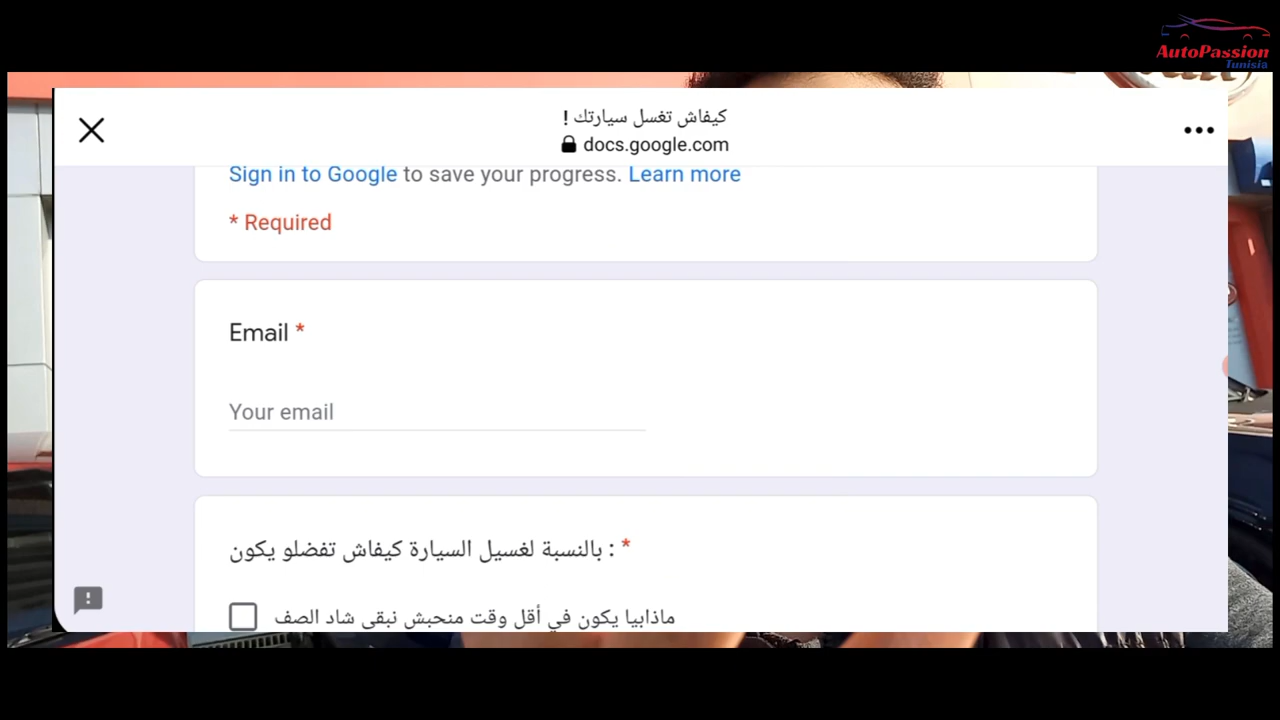 AutoPassion
Tunisia
كيفاش تغسل سيارتك !
docs.google.com
Sign in to Google to save your progress. Learn more
* Required
Email *
Your email
بالنسبة لغسيل السيارة كيفاش تفضلو يكون : *
ماذابيا يكون في أقل وقت منحبش نبقى شاد الصف